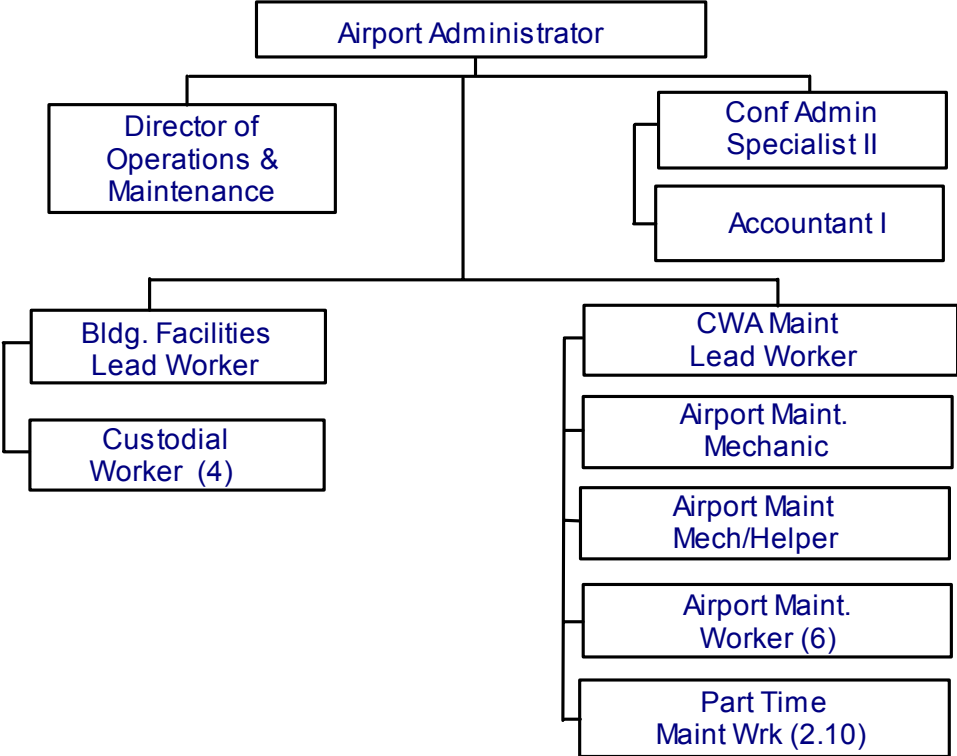 Airport Administrator
Director of
Operations &
Maintenance
Conf Admin
Specialist II
Accountant I
Bldg. Facilities
Lead Worker
Custodial
Worker (4)
CWA Maint
Lead Worker
Airport Maint.
Mechanic
Airport Maint
Mech/Helper
Airport Maint.
Worker (6)
Part Time
Maint Wrk (2.10)